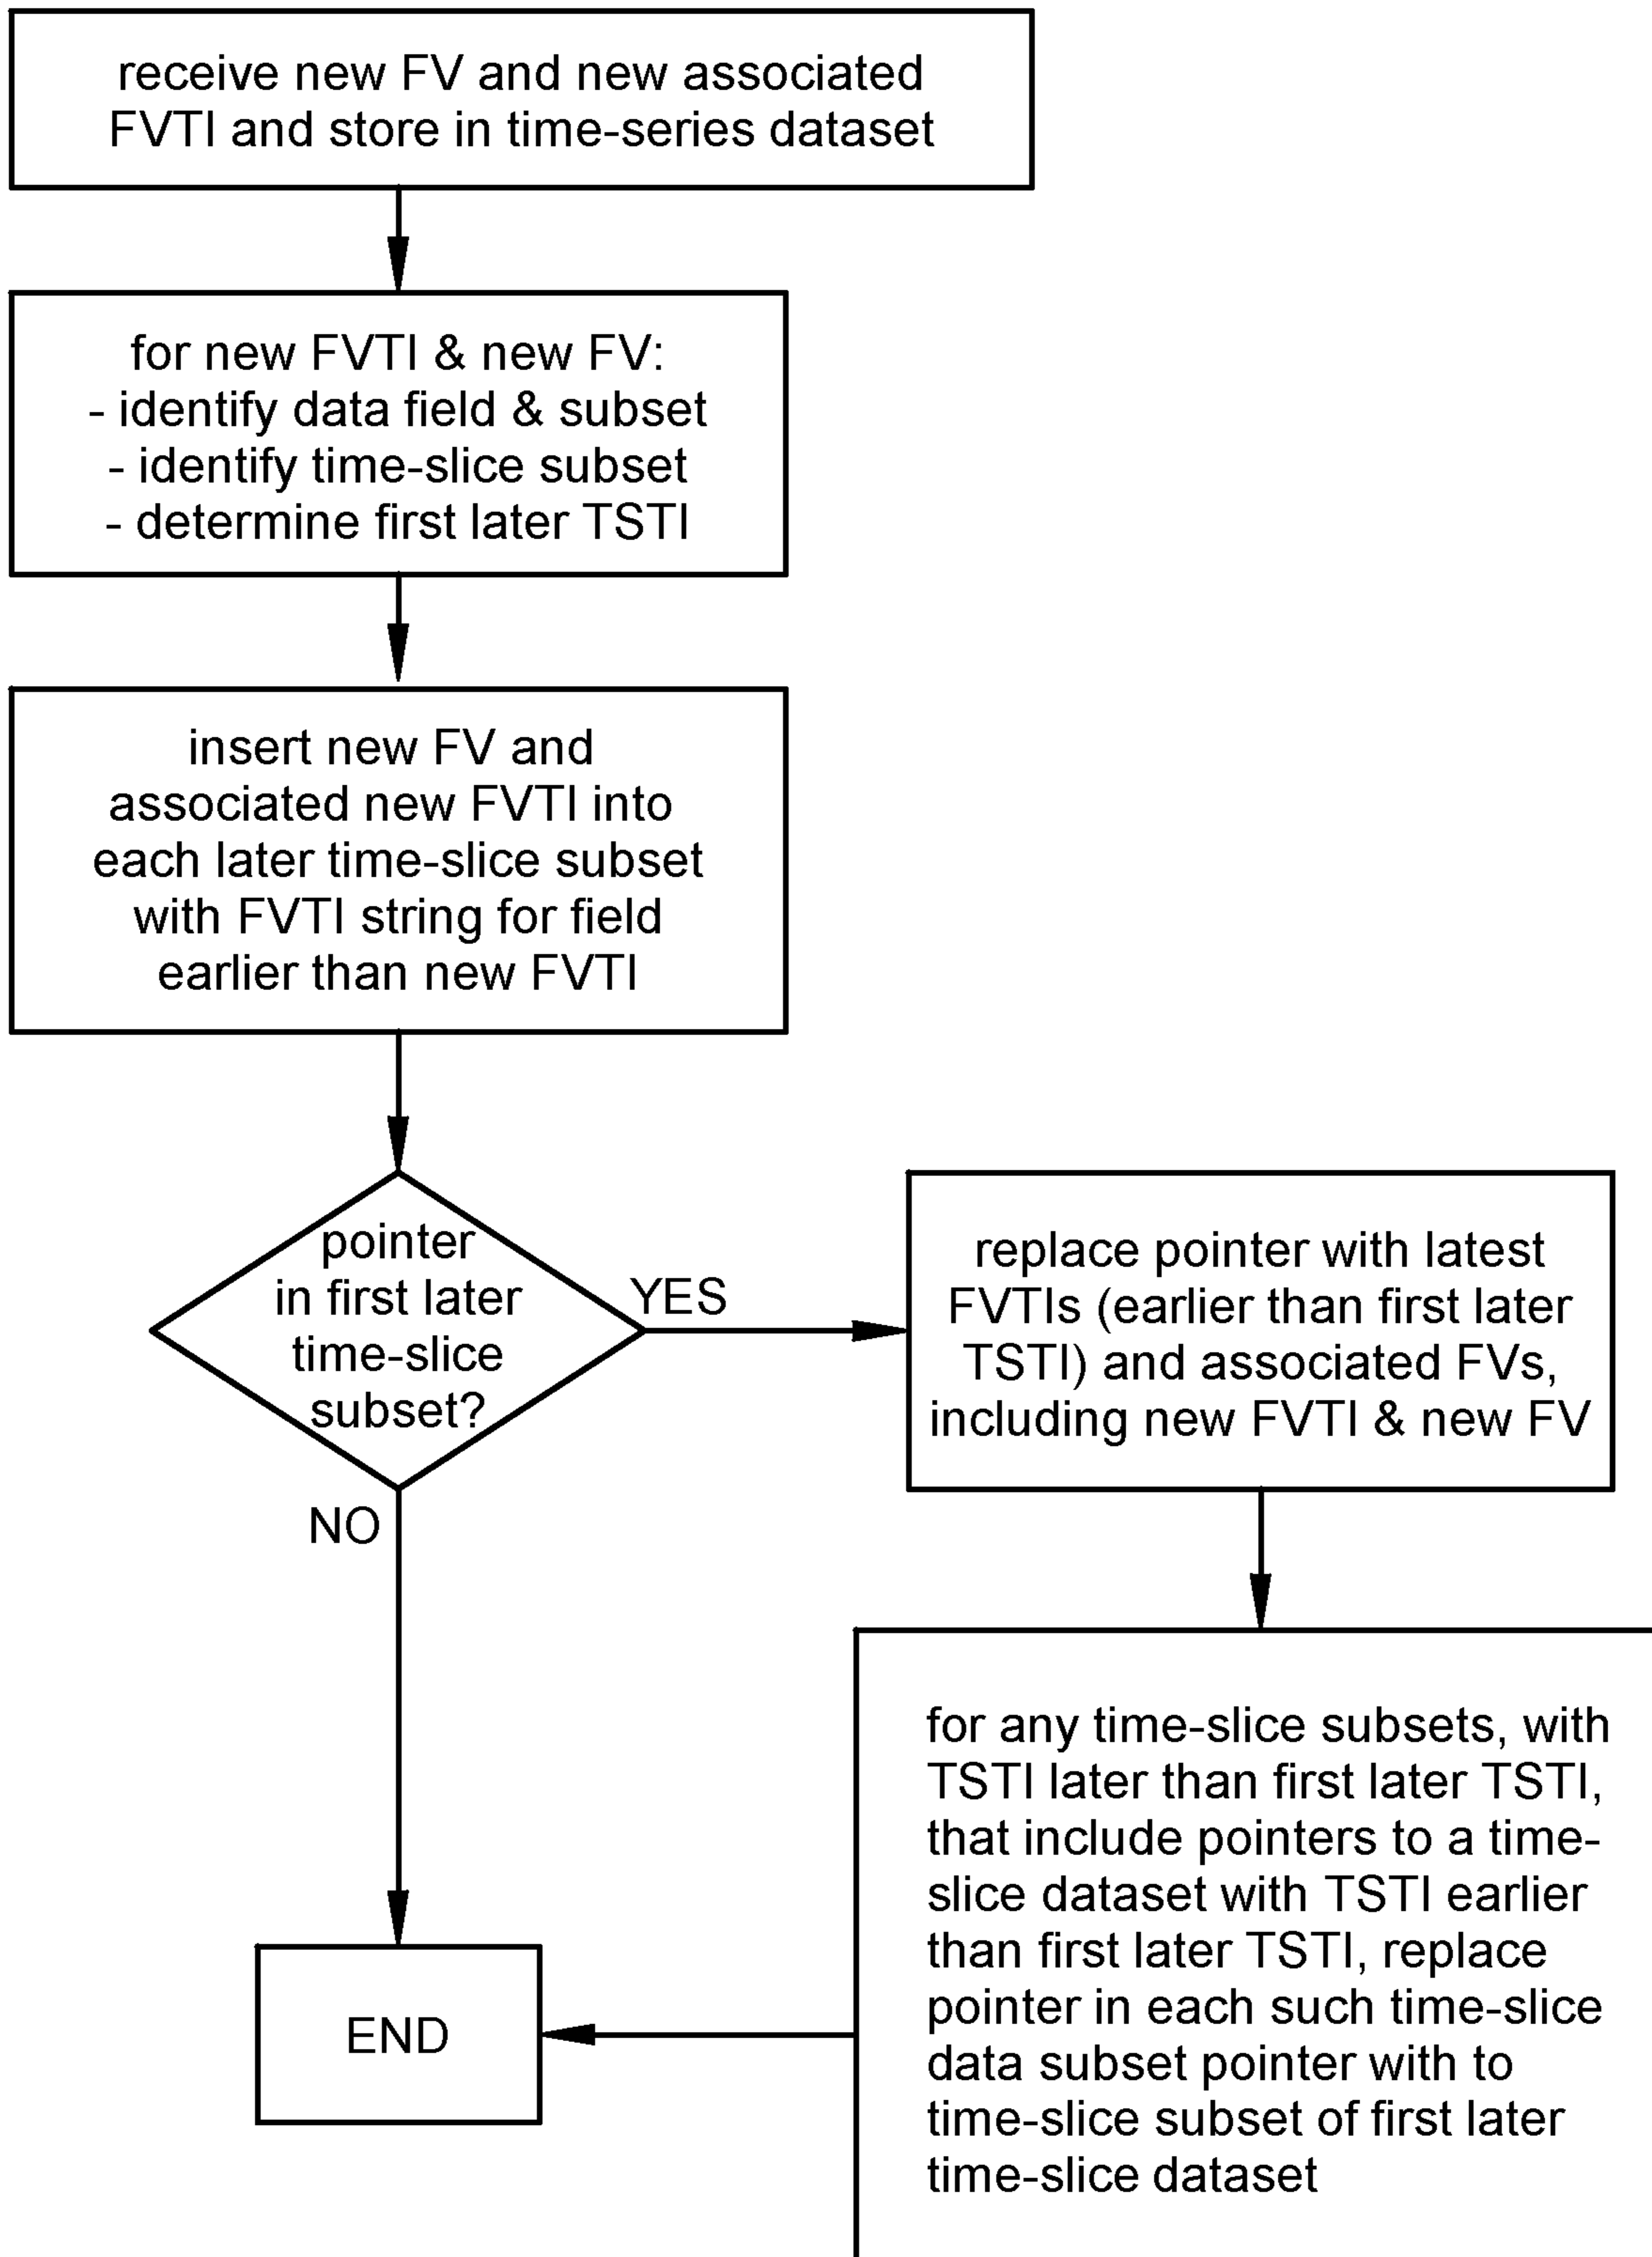 receive new FV and new associated
FVTI and store in time-series dataset
for new FVTI & new FV:
- identify data field & subset
- identify time-slice subset
- determine first later TSTI
insert new FV and
associated new FVTI into
each later time-slice subset
with FVTI string for field
earlier than new FVTI
pointer
in first later
time-slice
subset?
YES
NO
replace pointer with latest
FVTIs (earlier than first later
TSTI) and associated FVs,
including new FVTI & new FV
for any time-slice subsets, with
TSTI later than first later TSTI,
that include pointers to a time-
slice dataset with TSTI earlier
than first later TSTI, replace
pointer in each such time-slice
data subset pointer with to
time-slice subset of first later
time-slice dataset
END